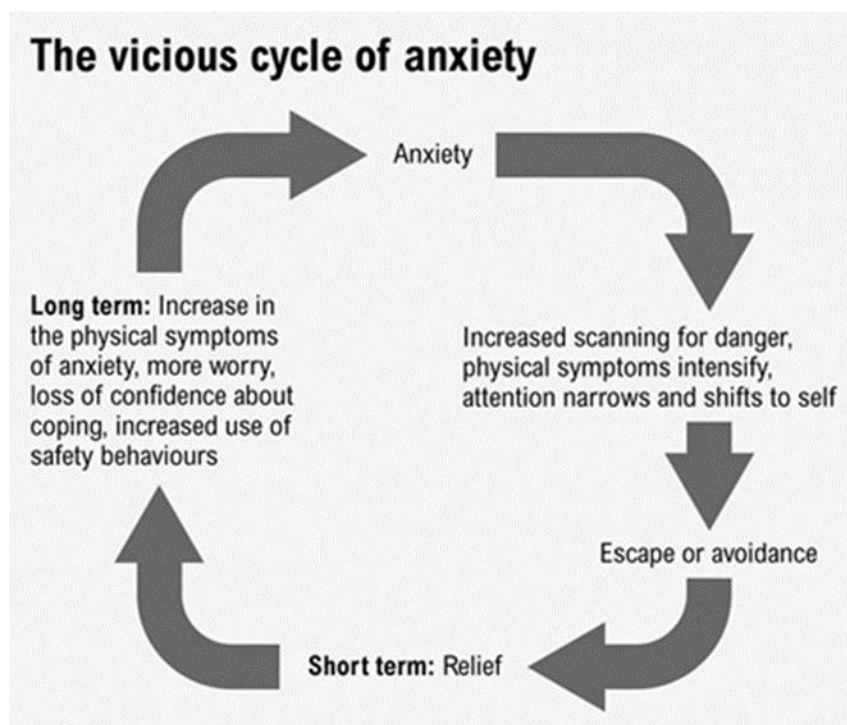 The vicious cycle of anxiety
Anxiety
Increased scanning for danger,
physical symptoms intensify,
attention narrows and shifts to self
Escape or avoidance
Short term: Relief
Long term: Increase in
the physical symptoms
of anxiety, more worry,
loss of confidence about
coping, increased use of
safety behaviours